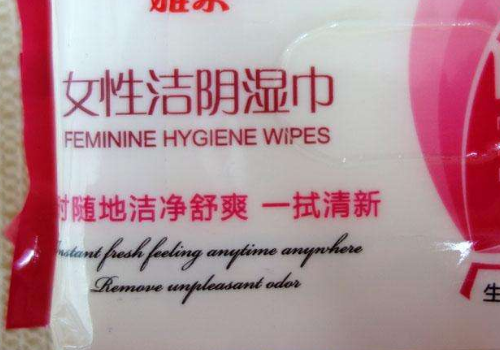 女性洁阴湿巾
FEMININE HYGIENE WiPES
时随地洁净舒爽 一拭清新
Instant fresh feeling anytime anywhere
Remove unpleasant odor
生